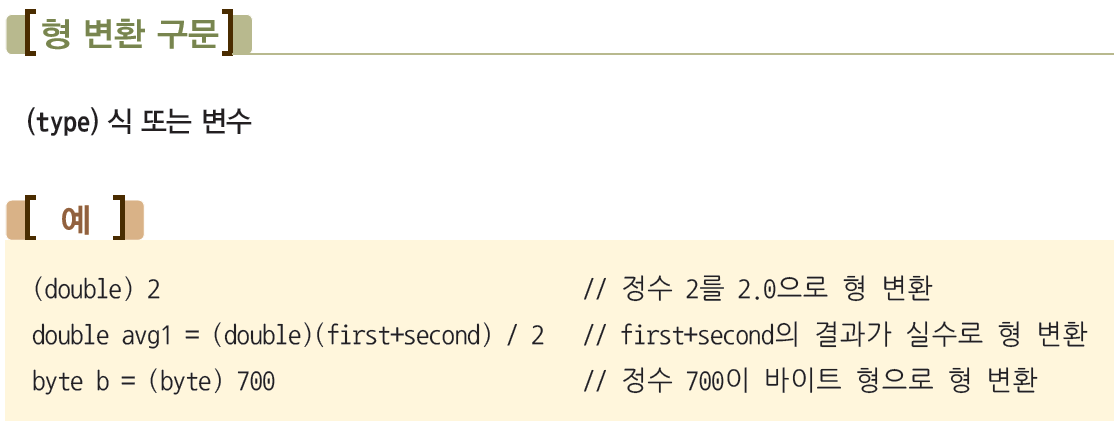 [형 변환 구문]
(type) 식 또는 변수
[ 예 ]
(double) 2 // 정수 2를 2.0으로 형 변환
double avg1 = (double)(first+second) / 2 // first+second의 결과가 실수로 형 변환
byte b = (byte) 700 // 정수 700이 바이트 형으로 형 변환